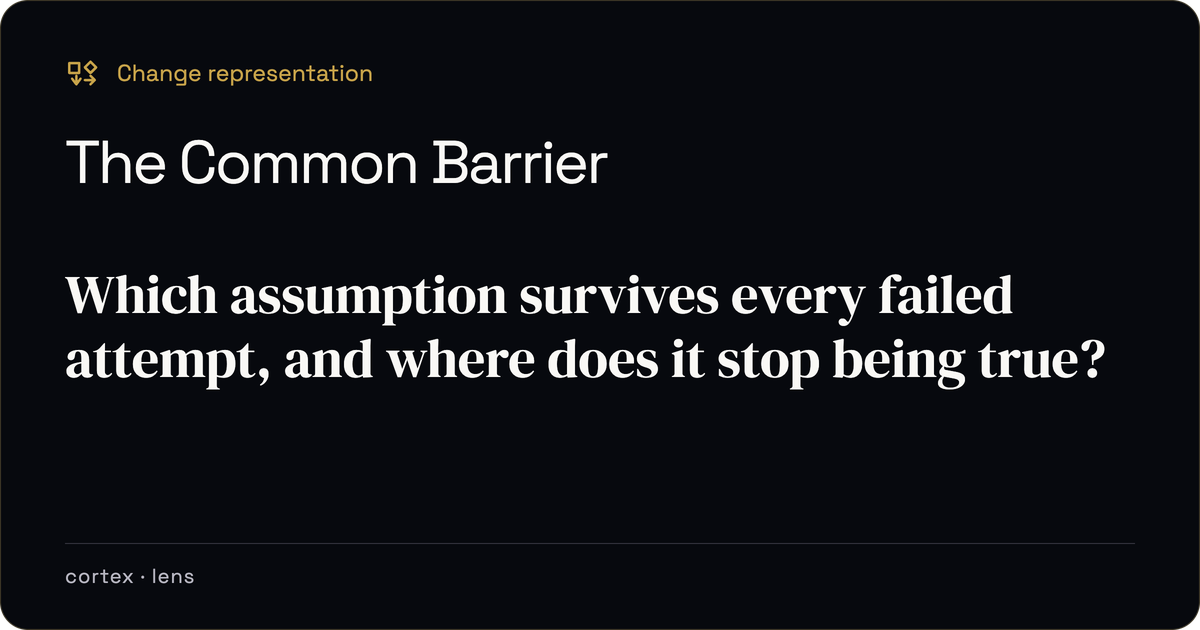 Change representation
The Common Barrier
Which assumption survives every failed
attempt, and where does it stop being true?
cortex · lens